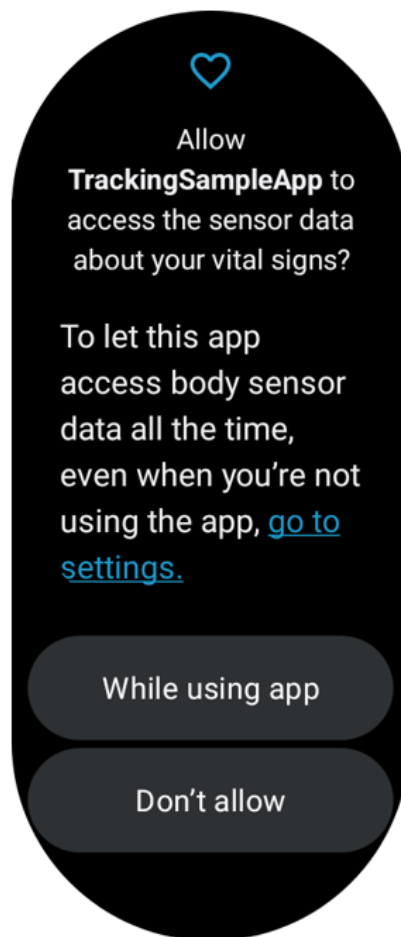 Allow
TrackingSampleApp to
access the sensor data
about your vital signs?
To let this app
access body sensor
data all the time,
even when you’re not
using the app, go to
settings.
While using app
Don’t allow